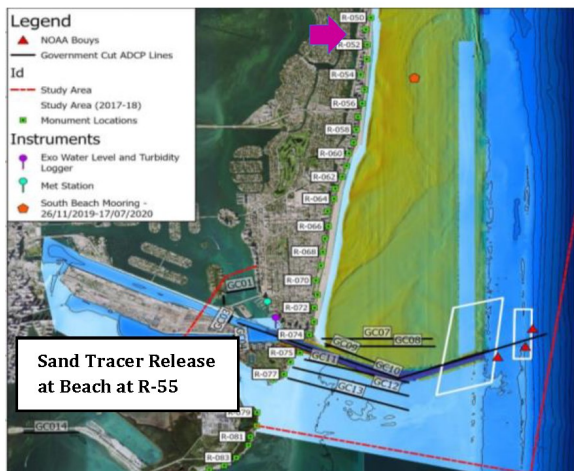 Legend
NOAA Bouys
Government Cut ADCP Lines
Id
Study Area
Study Area (2017-18)
Monument Locations
Instruments
Exo Water Level and Turbidity
Logger
Met Station
South Beach Mooring -
26/11/2019-17/07/2020
R-050
R-052
R-054
R-056
R-058
R-060
R-062
R-064
R-066
R-068
R-070
R-072
R-074
R-075
R-077
R-079
R-081
R-083
GC01
GC07
GC08
GC09
GC10
GC11
GC12
GC13
GC014
Sand Tracer Release
at Beach at R-55